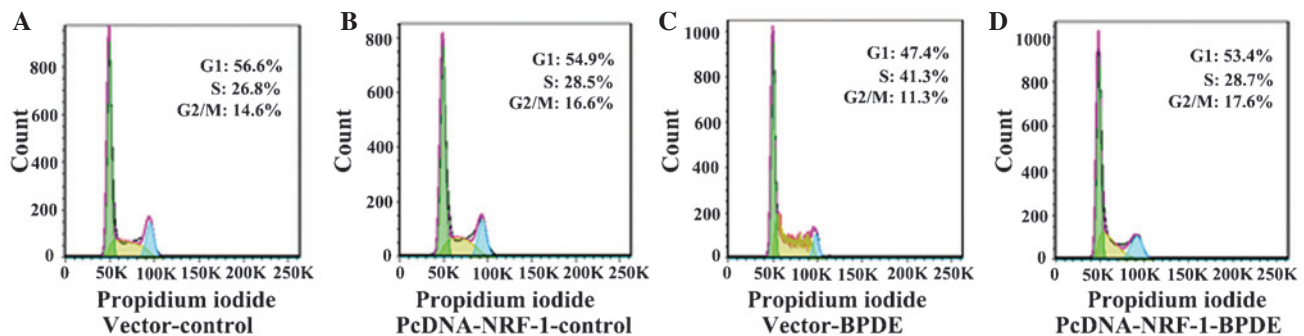 A
Count
800
600
400
200
0
G1: 56.6%
S: 26.8%
G2/M: 14.6%
0 50K 100K 150K 200K 250K
Propidium iodide
Vector-control
B
Count
800
600
400
200
0
G1: 54.9%
S: 28.5%
G2/M: 16.6%
0 50K 100K 150K 200K 250K
Propidium iodide
PcDNA-NRF-1-control
C
Count
1000
800
600
400
200
0
G1: 47.4%
S: 41.3%
G2/M: 11.3%
0 50K 100K 150K 200K 250K
Propidium iodide
Vector-BPDE
D
Count
1000
800
600
400
200
0
G1: 53.4%
S: 28.7%
G2/M: 17.6%
0 50K 100K 150K 200K 250K
Propidium iodide
PcDNA-NRF-1-BPDE